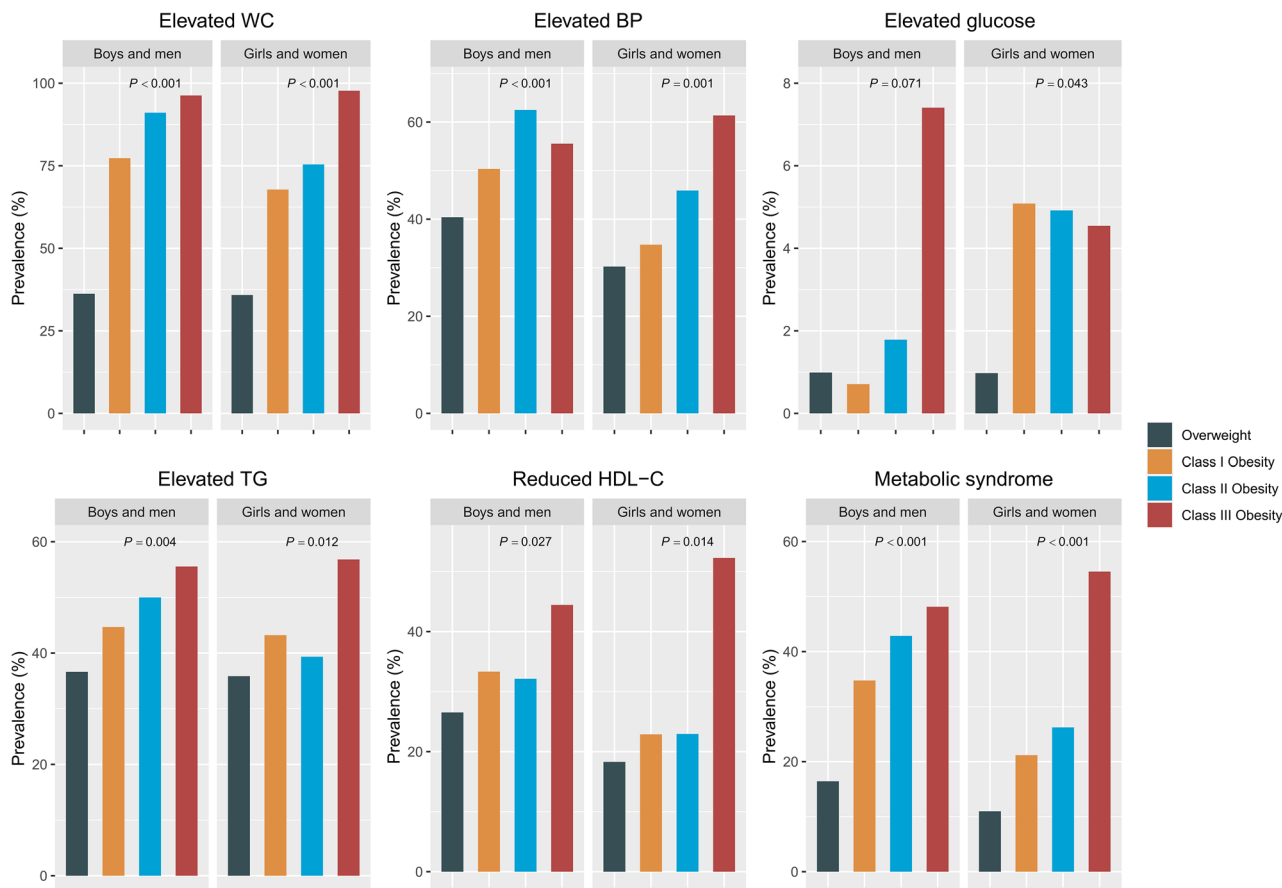 Elevated WC
Boys and men
Girls and women
P < 0.001
P < 0.001
Prevalence (%)
100
75
50
25
0
Elevated BP
Boys and men
Girls and women
P < 0.001
P = 0.001
Prevalence (%)
60
40
20
0
Elevated glucose
Boys and men
Girls and women
P = 0.071
P = 0.043
Prevalence (%)
8
6
4
2
0
Elevated TG
Boys and men
Girls and women
P = 0.004
P = 0.012
Prevalence (%)
60
40
20
0
Reduced HDL−C
Boys and men
Girls and women
P = 0.027
P = 0.014
Prevalence (%)
40
20
0
Metabolic syndrome
Boys and men
Girls and women
P < 0.001
P < 0.001
Prevalence (%)
60
40
20
0
Overweight
Class I Obesity
Class II Obesity
Class III Obesity